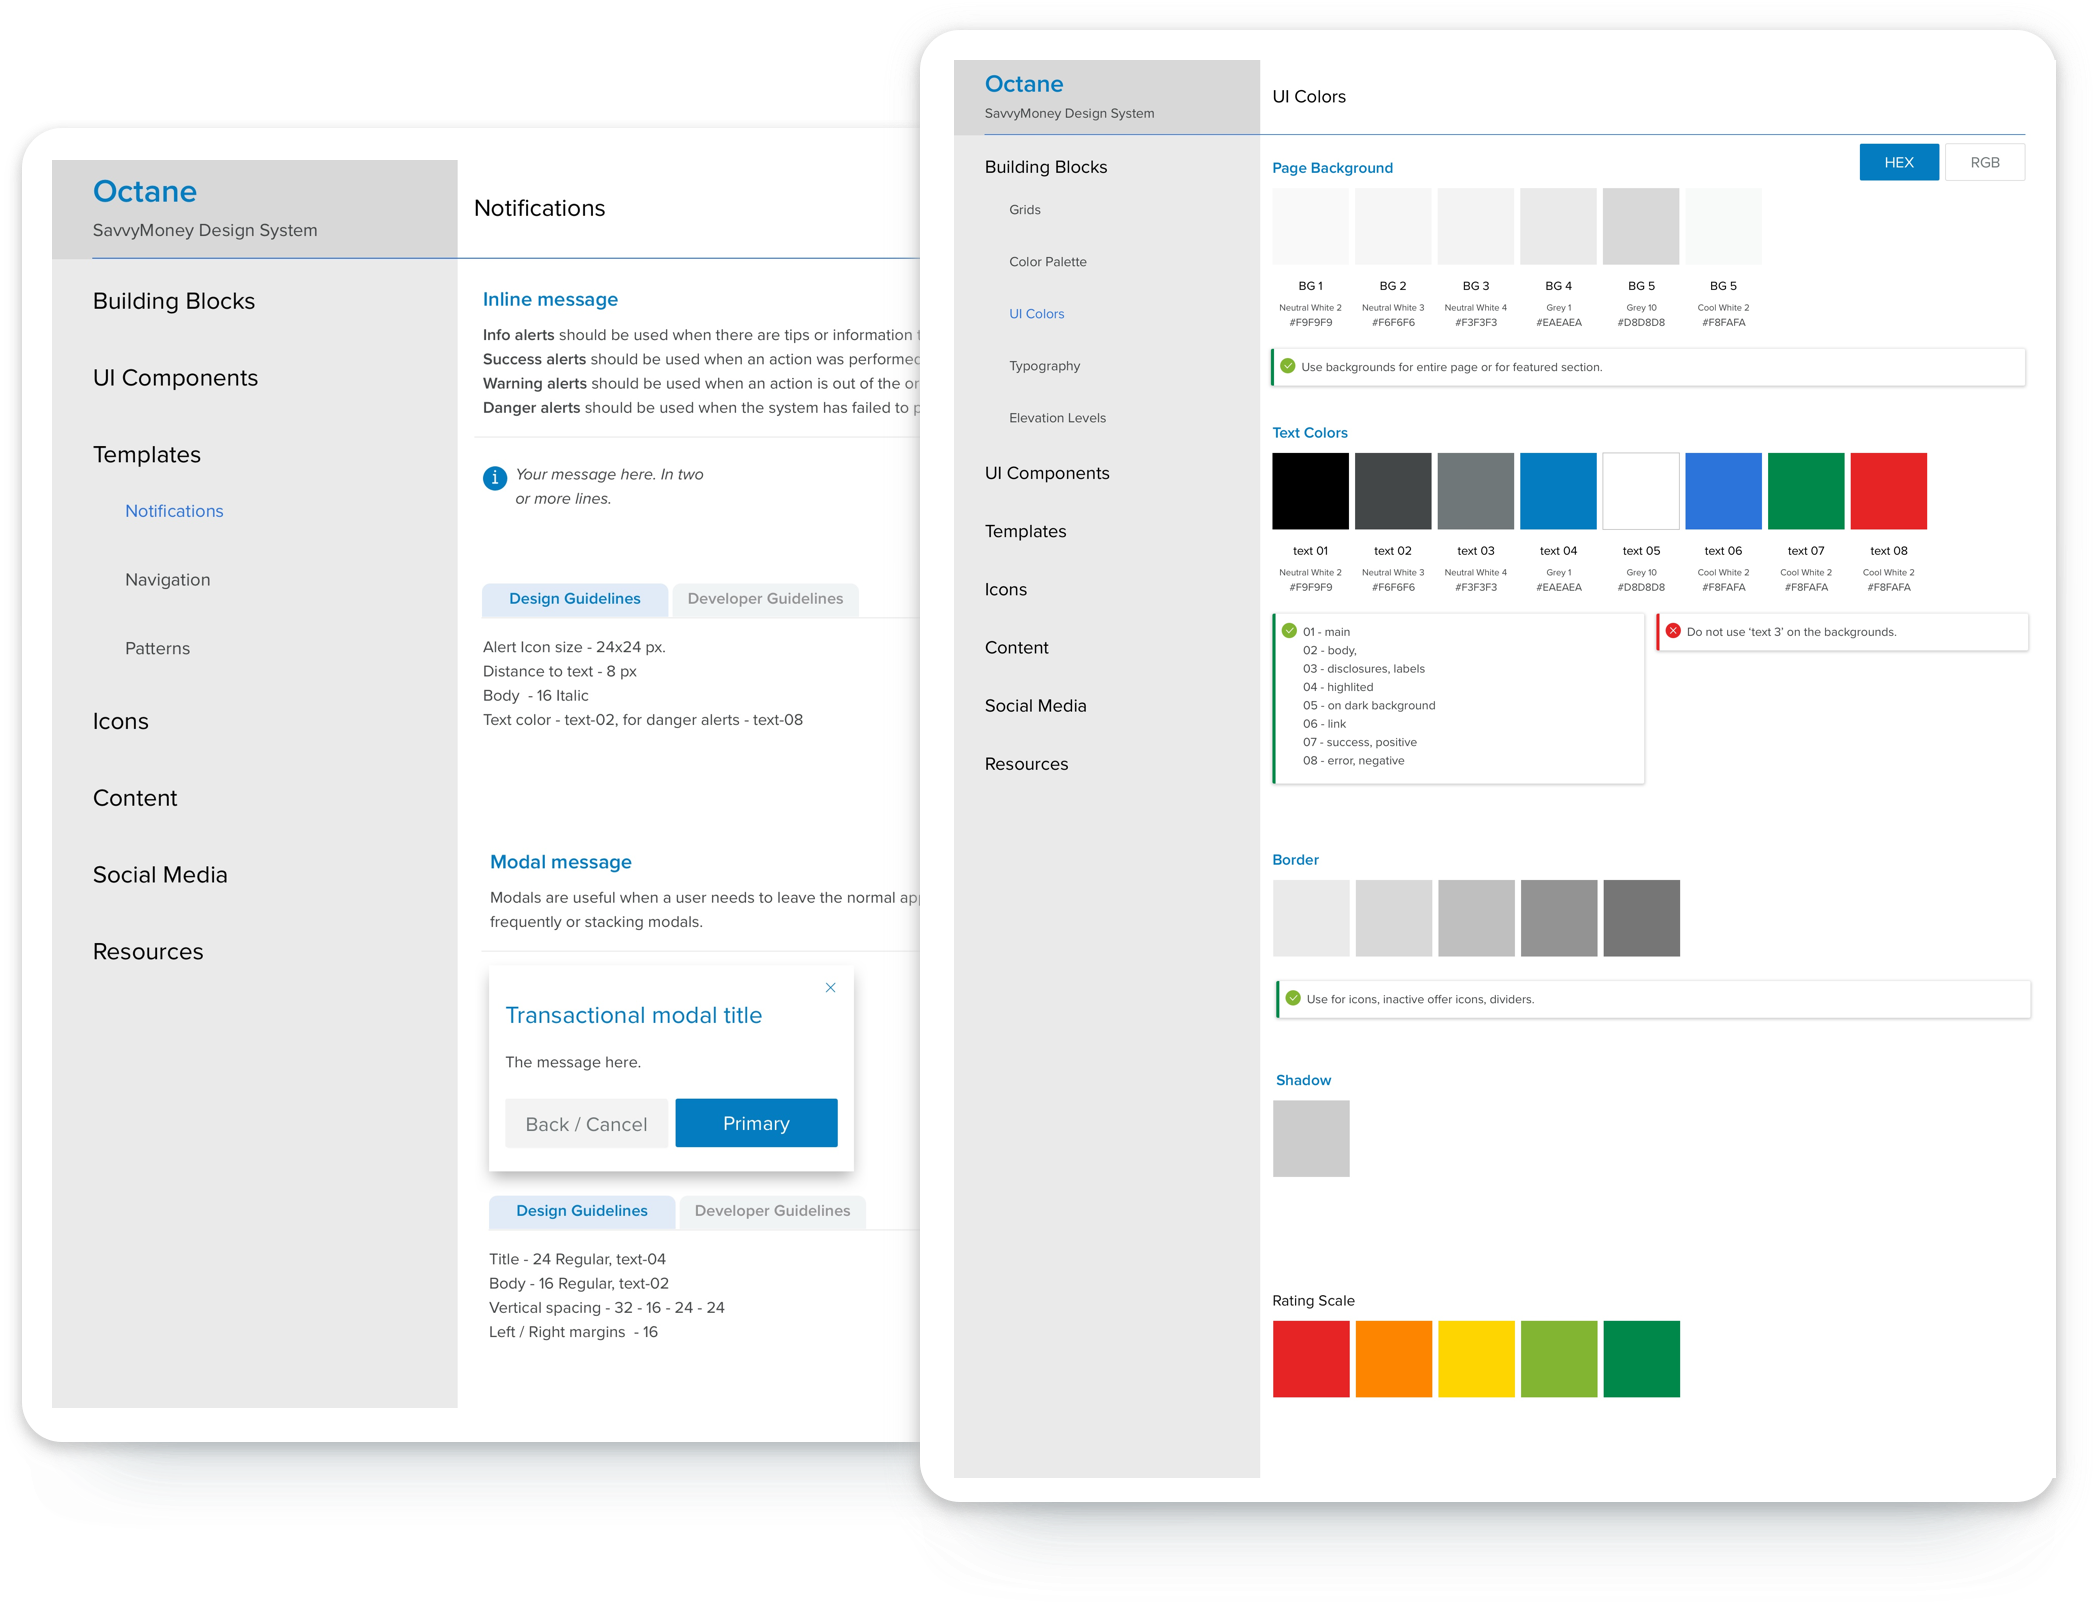 Octane
SavvyMoney Design System
Notifications
Building Blocks
UI Components
Templates
Notifications
Navigation
Patterns
Icons
Content
Social Media
Resources
Inline message
Info alerts should be used when there are tips or information
Success alerts should be used when an action was performed
Warning alerts should be used when an action is out of the
Danger alerts should be used when the system has failed to
i
Your message here. In two
or more lines.
Design Guidelines
Developer Guidelines
Alert Icon size - 24x24 px.
Distance to text - 8 px
Body - 16 Italic
Text color - text-02, for danger alerts - text-08
Modal message
Modals are useful when a user needs to leave the normal
frequently or stacking modals.
Transactional modal title
The message here.
Back / Cancel
Primary
Design Guidelines
Developer Guidelines
Title - 24 Regular, text-04
Body - 16 Regular, text-02
Vertical spacing - 32 - 16 - 24 - 24
Left / Right margins - 16
Octane
SavvyMoney Design System
UI Colors
Building Blocks
Grids
Color Palette
UI Colors
Typography
Elevation Levels
UI Components
Templates
Icons
Content
Social Media
Resources
HEX
RGB
Page Background
BG 1 BG 2 BG 3 BG 4 BG 5 BG 5
Neutral White 2 Neutral White 3 Neutral White 4 Grey 1 Grey 10 Cool White 2
#F9F9F9 #F6F6F6 #F3F3F3 #EAEAEA #D8D8D8 #F8FAFA
Use backgrounds for entire page or for featured section.
Text Colors
text 01 text 02 text 03 text 04 text 05 text 06 text 07 text 08
Neutral White 2 Neutral White 3 Neutral White 4 Grey 1 Grey 10 Cool White 2 Cool White 2 Cool White 2
#F9F9F9 #F6F6F6 #F3F3F3 #EAEAEA #D8D8D8 #F8FAFA #F8FAFA #F8FAFA
01 - main
02 - body,
03 - disclosures, labels
04 - highlited
05 - on dark background
06 - link
07 - success, positive
08 - error, negative
Do not use ‘text 3’ on the backgrounds.
Border
Use for icons, inactive offer icons, dividers.
Shadow
Rating Scale